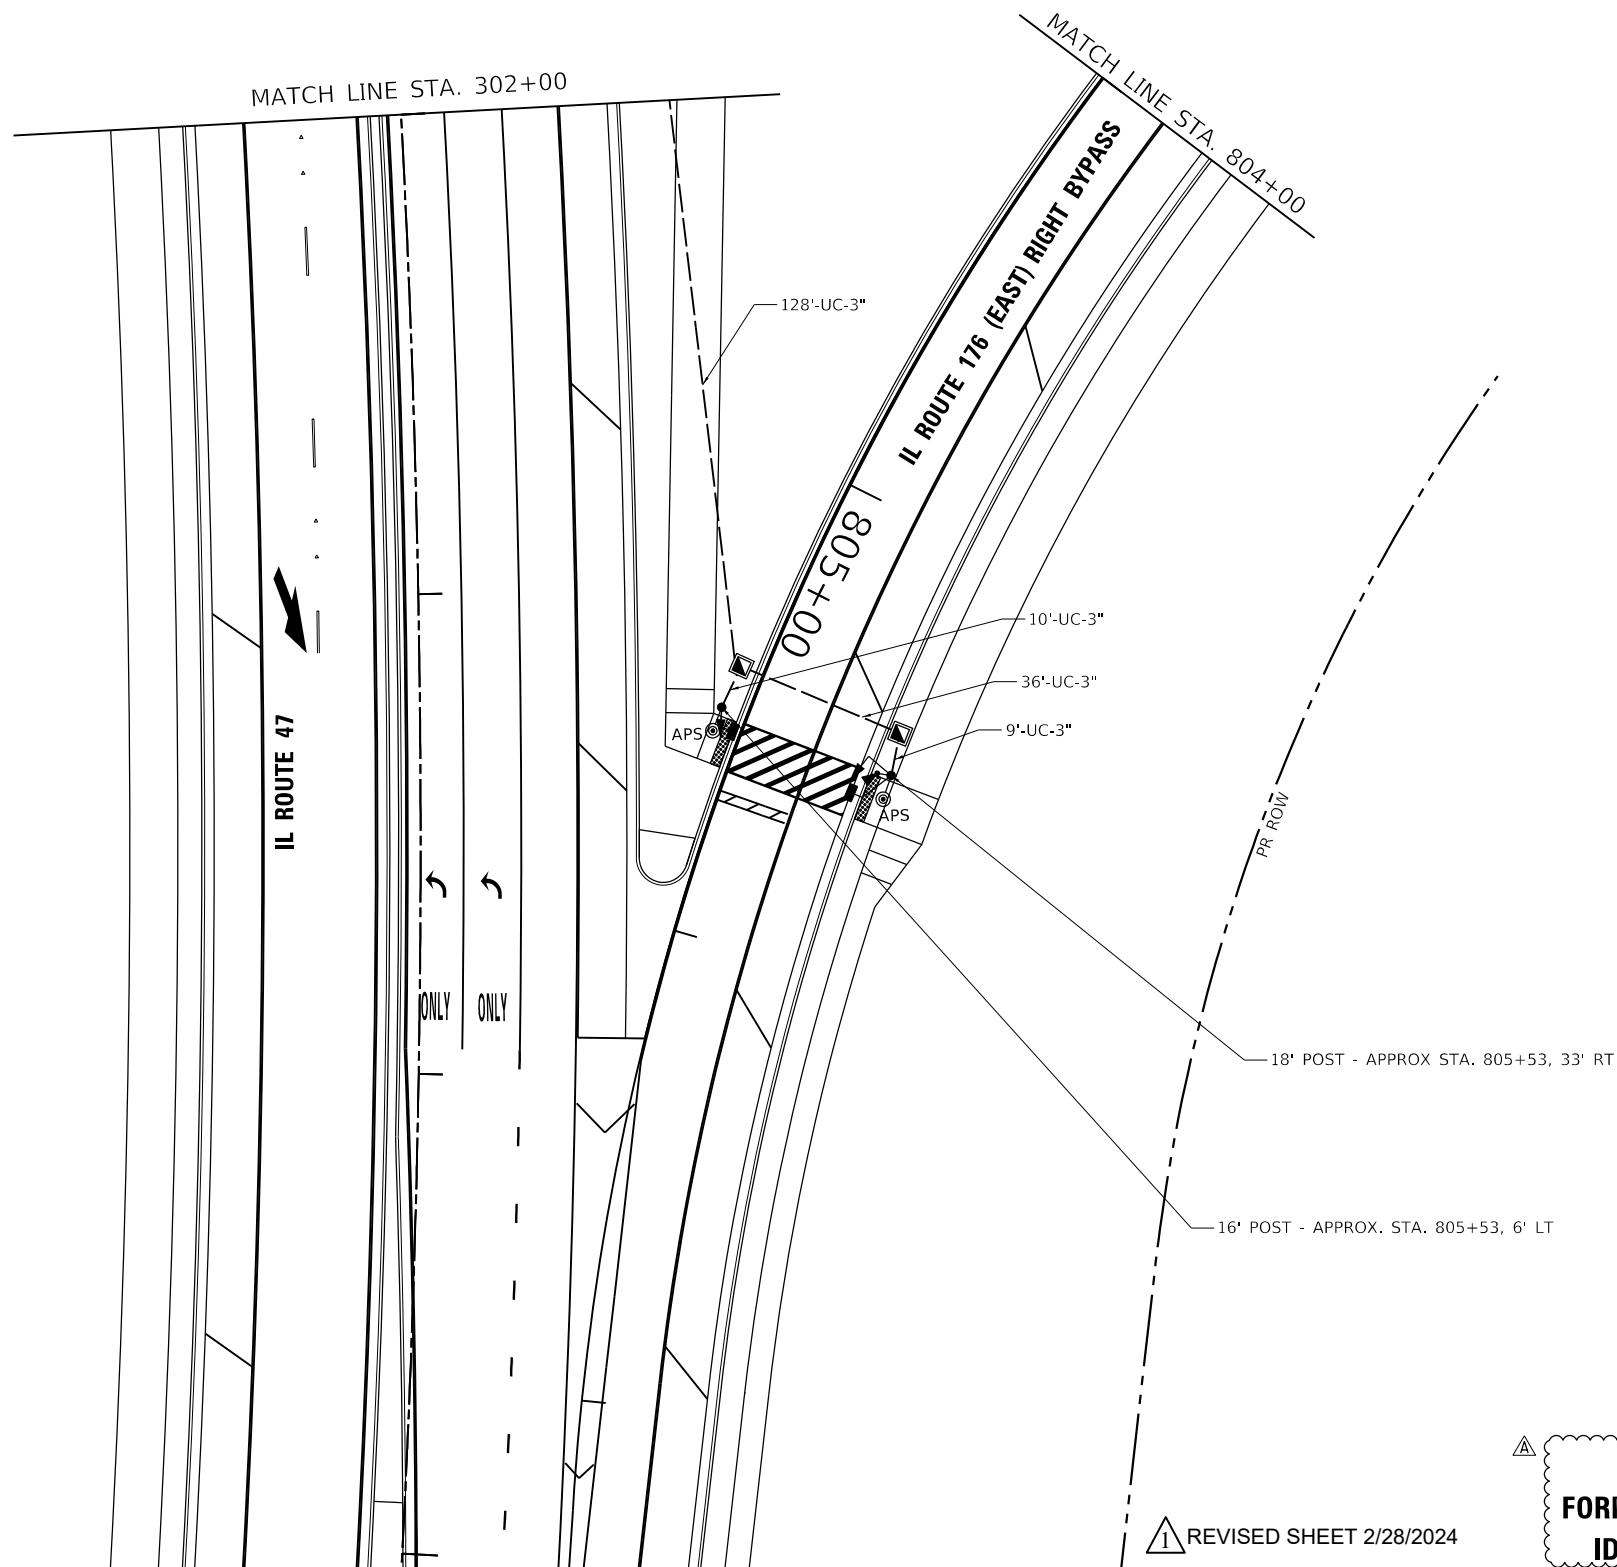 MATCH LINE STA. 302+00
MATCH LINE STA. 804+00
IL ROUTE 176 (EAST) RIGHT BYPASS
128'-UC-3"
805+00
10'-UC-3"
36'-UC-3"
9'-UC-3"
APS
APS
IL ROUTE 47
PR ROW
ONLY
ONLY
18' POST - APPROX STA. 805+53, 33' RT
16' POST - APPROX. STA. 805+53, 6' LT
A
1 REVISED SHEET 2/28/2024